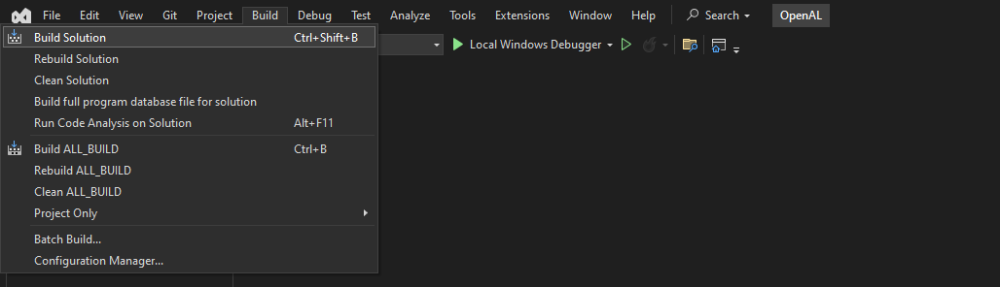 File Edit View Git Project Build Debug Test Analyze Tools Extensions Window Help Search OpenAL
Build Solution Ctrl+Shift+B
Local Windows Debugger
Rebuild Solution
Clean Solution
Build full program database file for solution
Run Code Analysis on Solution Alt+F11
Build ALL_BUILD Ctrl+B
Rebuild ALL_BUILD
Clean ALL_BUILD
Project Only
Batch Build...
Configuration Manager...